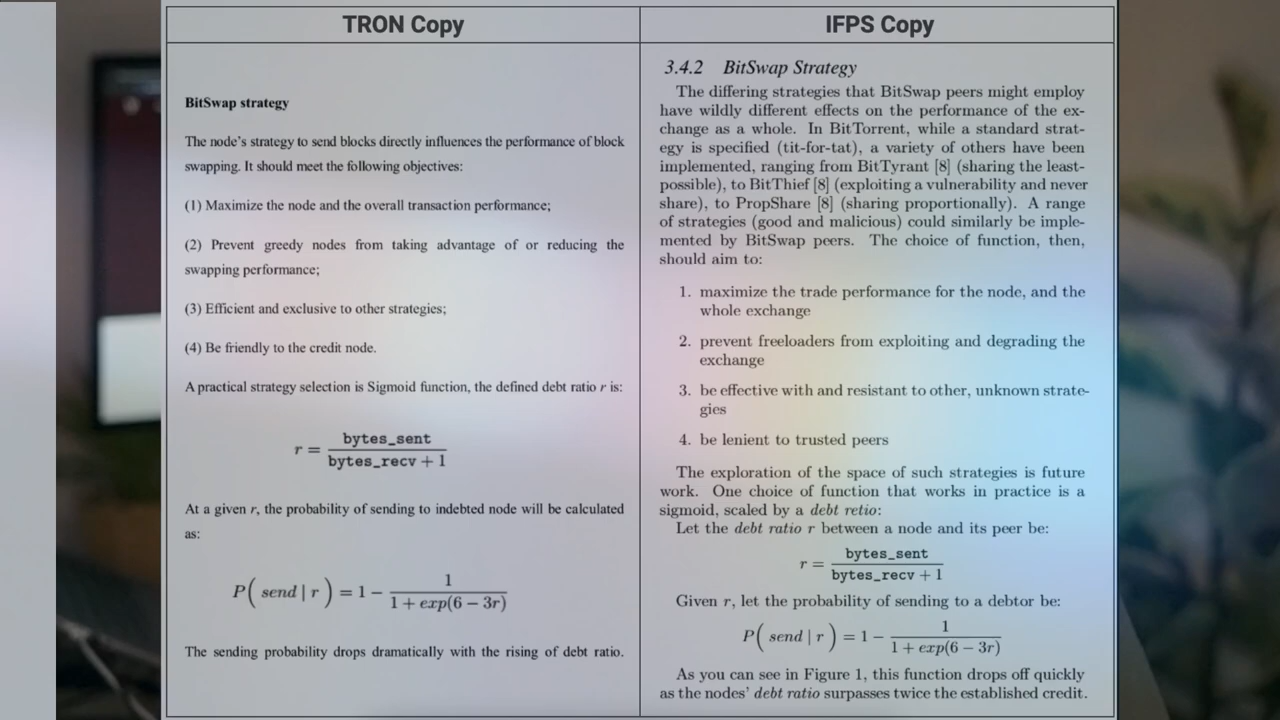 TRON Copy
IFPS Copy
BitSwap strategy
The node's strategy to send blocks directly influences the performance of block
swapping. It should meet the following objectives:
(1) Maximize the node and the overall transaction performance;
(2) Prevent greedy nodes from taking advantage of or reducing the
swapping performance;
(3) Efficient and exclusive to other strategies;
(4) Be friendly to the credit node.
A practical strategy selection is Sigmoid function, the defined debt ratio r is:
r = bytes_sent / bytes_recv + 1
At a given r, the probability of sending to indebted node will be calculated
as:
P( send | r ) = 1 − 1 / 1 + exp(6 − 3r)
The sending probability drops dramatically with the rising of debt ratio.
3.4.2 BitSwap Strategy
The differing strategies that BitSwap peers might employ
have wildly different effects on the performance of the ex-
change as a whole. In BitTorrent, while a standard strat-
egy is specified (tit-for-tat), a variety of others have been
implemented, ranging from BitTyrant [8] (sharing the least-
possible), to BitThief [8] (exploiting a vulnerability and never
share), to PropShare [8] (sharing proportionally). A range
of strategies (good and malicious) could similarly be imple-
mented by BitSwap peers. The choice of function, then,
should aim to:
1. maximize the trade performance for the node, and the
whole exchange
2. prevent freeloaders from exploiting and degrading the
exchange
3. be effective with and resistant to other, unknown strate-
gies
4. be lenient to trusted peers
The exploration of the space of such strategies is future
work. One choice of function that works in practice is a
sigmoid, scaled by a debt retio:
Let the debt ratio r between a node and its peer be:
r = bytes_sent / bytes_recv + 1
Given r, let the probability of sending to a debtor be:
P( send | r ) = 1 − 1 / 1 + exp(6 − 3r)
As you can see in Figure 1, this function drops off quickly
as the nodes' debt ratio surpasses twice the established credit.